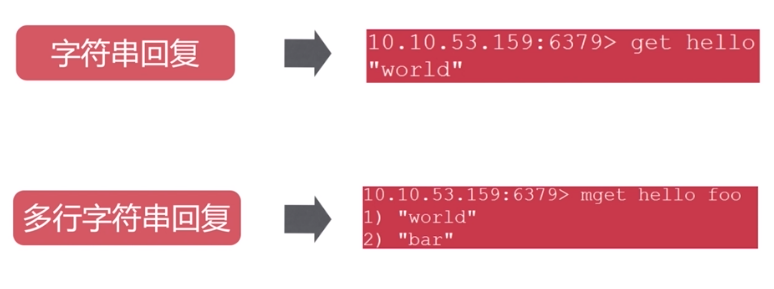 字符串回复
10.10.53.159:6379> get hello
"world"
多行字符串回复
10.10.53.159:6379> mget hello foo
1) "world"
2) "bar"